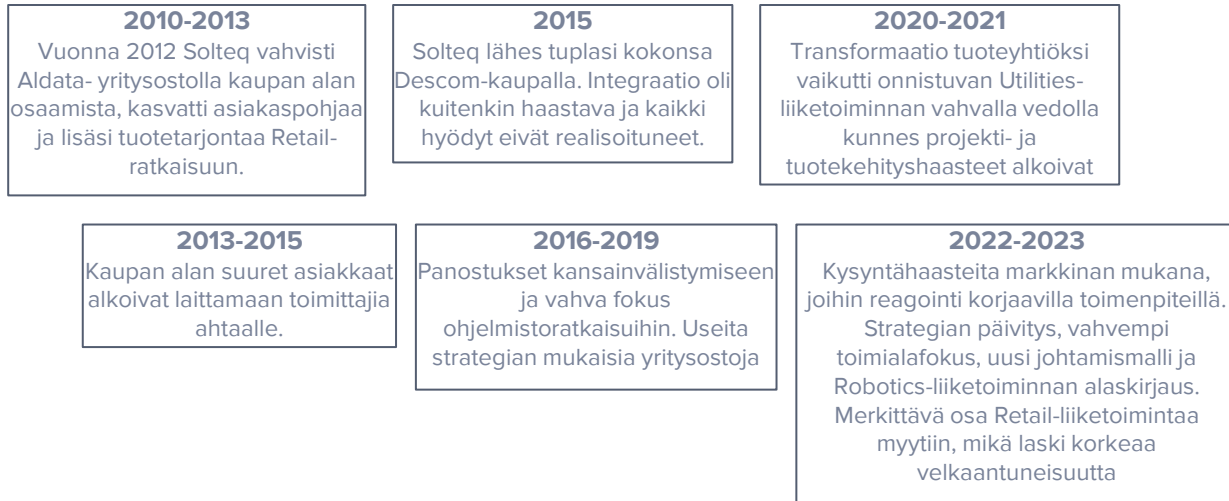 2010-2013
Vuonna 2012 Solteq vahvisti
Aldata- yritysostolla kaupan alan
osaamista, kasvatti asiakaspohjaa
ja lisäsi tuotetarjontaa Retail-
ratkaisuun.
2015
Solteq lähes tuplasi kokonsa
Descom-kaupalla. Integraatio oli
kuitenkin haastava ja kaikki
hyödyt eivät realisoituneet.
2020-2021
Transformaatio tuoteyhtiöksi
vaikutti onnistuvan Utilities-
liiketoiminnan vahvalla vedolla
kunnes projekti- ja
tuotekehityshaasteet alkoivat
2013-2015
Kaupan alan suuret asiakkaat
alkoivat laittamaan toimittajia
ahtaalle.
2016-2019
Panostukset kansainvälistymiseen
ja vahva fokus
ohjelmistoratkaisuihin. Useita
strategian mukaisia yritysostoja
2022-2023
Kysyntähaasteita markkinan mukana,
joihin reagointi korjaavilla toimenpiteillä.
Strategian päivitys, vahvempi
toimialafokus, uusi johtamismalli ja
Robotics-liiketoiminnan alaskirjaus.
Merkittävä osa Retail-liiketoimintaa
myytiin, mikä laski korkeaa
velkaantuneisuutta